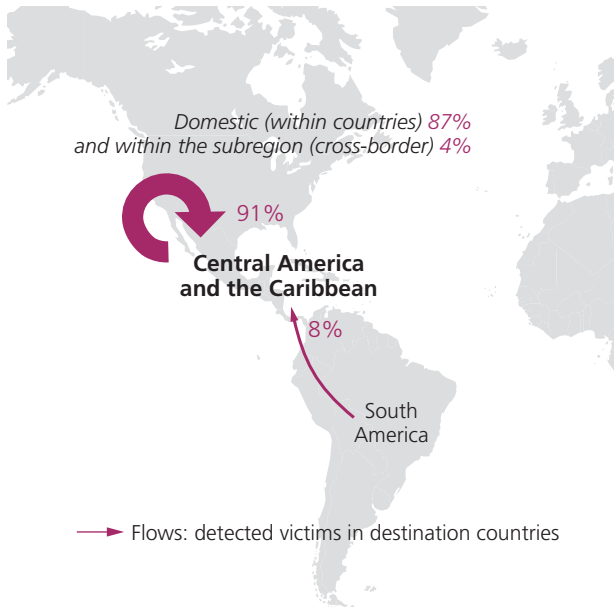 Domestic (within countries) 87%
and within the subregion (cross-border) 4%
91%
Central America
and the Caribbean
8%
South
America
Flows: detected victims in destination countries